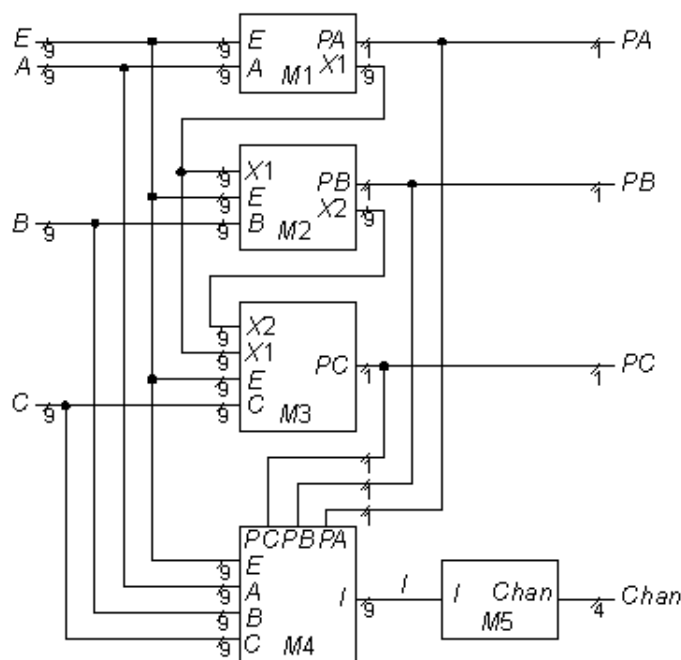 E 9 9 E PA 1 1 PA
A 9 9 A X1 9
M1
9 X1
9 E PB 1 1 PB
B 9 9 B X2 9
M2
9 X2
9 X1
9 E PC 1 1 PC
C 9 9 C
M3
1
1
1
PC PB PA
9 E
9 A
9 B I 9 I I Chan 4 Chan
9 C M4 M5